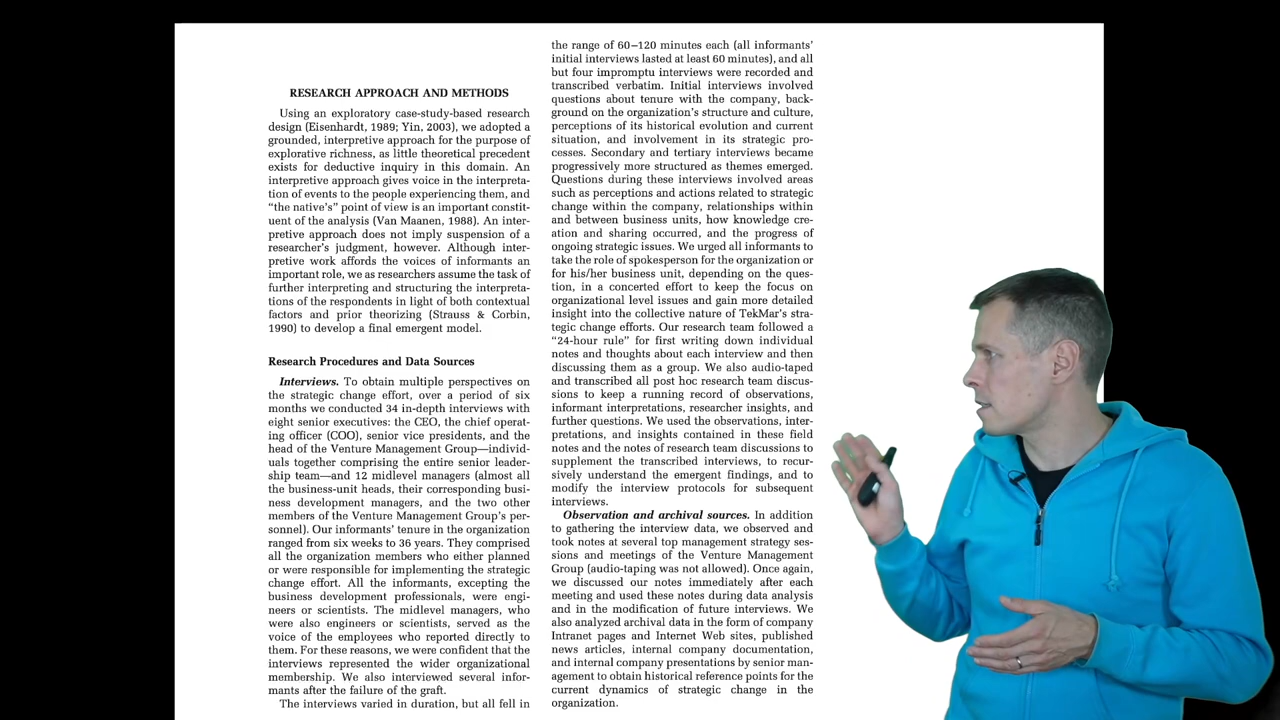 RESEARCH APPROACH AND METHODS
Using an exploratory case-study-based research
design (Eisenhardt, 1989; Yin, 2003), we adopted a
grounded, interpretive approach for the purpose of
explorative richness, as little theoretical precedent
exists for deductive inquiry in this domain. An
interpretive approach gives voice in the interpreta-
tion of events to the people experiencing them, and
“the native's” point of view is an important constit-
uent of the analysis (Van Maanen, 1988). An inter-
pretive approach does not imply suspension of a
researcher's judgment, however. Although inter-
pretive work affords the voices of informants an
important role, we as researchers assume the task of
further interpreting and structuring the interpreta-
tions of the respondents in light of both contextual
factors and prior theorizing (Strauss & Corbin,
1990) to develop a final emergent model.
Research Procedures and Data Sources
Interviews. To obtain multiple perspectives on
the strategic change effort, over a period of six
months we conducted 34 in-depth interviews with
eight senior executives: the CEO, the chief operat-
ing officer (COO), senior vice presidents, and the
head of the Venture Management Group—individ-
uals together comprising the entire senior leader-
ship team—and 12 midlevel managers (almost all
the business-unit heads, their corresponding busi-
ness development managers, and the two other
members of the Venture Management Group's per-
sonnel). Our informants' tenure in the organization
ranged from six weeks to 36 years. They comprised
all the organization members who either planned
or were responsible for implementing the strategic
change effort. All the informants, excepting the
business development professionals, were engi-
neers or scientists. The midlevel managers, who
were also engineers or scientists, served as the
voice of the employees who reported directly to
them. For these reasons, we were confident that the
interviews represented the wider organizational
membership. We also interviewed several infor-
mants after the failure of the graft.
The interviews varied in duration, but all fell in
the range of 60–120 minutes each (all informants'
initial interviews lasted at least 60 minutes), and all
but four impromptu interviews were recorded and
transcribed verbatim. Initial interviews involved
questions about tenure with the company, back-
ground on the organization's structure and culture,
perceptions of its historical evolution and current
situation, and involvement in its strategic pro-
cesses. Secondary and tertiary interviews became
progressively more structured as themes emerged.
Questions during these interviews involved areas
such as perceptions and actions related to strategic
change within the company, relationships within
and between business units, how knowledge cre-
ation and sharing occurred, and the progress of
ongoing strategic issues. We urged all informants to
take the role of spokesperson for the organization or
for his/her business unit, depending on the ques-
tion, in a concerted effort to keep the focus on
organizational level issues and gain more detailed
insight into the collective nature of TekMar's stra-
tegic change efforts. Our research team followed a
“24-hour rule” for first writing down individual
notes and thoughts about each interview and then
discussing them as a group. We also audio-taped
and transcribed all post hoc research team discus-
sions to keep a running record of observations,
informant interpretations, researcher insights, and
further questions. We used the observations, inter-
pretations, and insights contained in these field
notes and the notes of research team discussions to
supplement the transcribed interviews, to recur-
sively understand the emergent findings, and to
modify the interview protocols for subsequent
interviews.
Observation and archival sources. In addition
to gathering the interview data, we observed and
took notes at several top management strategy ses-
sions and meetings of the Venture Management
Group (audio-taping was not allowed). Once again,
we discussed our notes immediately after each
meeting and used these notes during data analysis
and in the modification of future interviews. We
also analyzed archival data in the form of company
Intranet pages and Internet Web sites, published
news articles, internal company documentation,
and internal company presentations by senior man-
agement to obtain historical reference points for the
current dynamics of strategic change in the
organization.